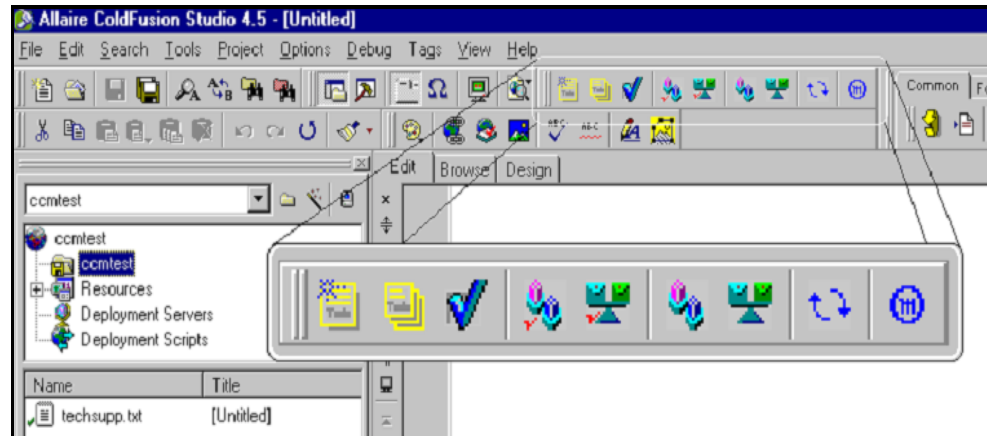 Allaire ColdFusion Studio 4.5 - [Untitled]
File Edit Search Tools Project Options Debug Tags View Help
Common
Edit Browse Design
ccmtest
ccmtest
ccmtest
Resources
Deployment Servers
Deployment Scripts
Name Title
techsupp.txt [Untitled]